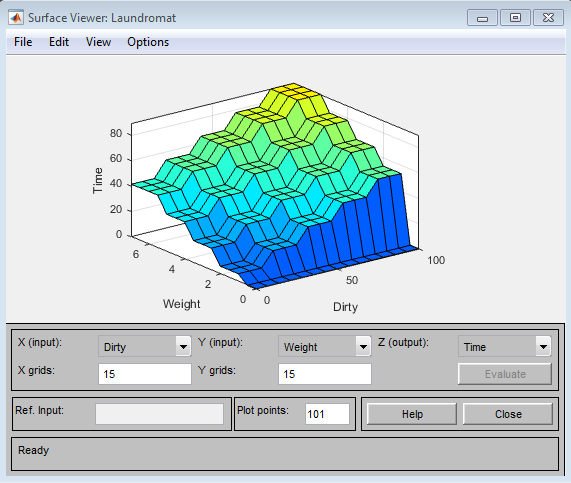 Surface Viewer: Laundromat
File Edit View Options
80
60
40
20
0
Time
6
4
2
0
Weight
0
50
100
Dirty
X (input): Dirty Y (input): Weight Z (output): Time
X grids: 15 Y grids: 15 Evaluate
Ref. Input: Plot points: 101 Help Close
Ready